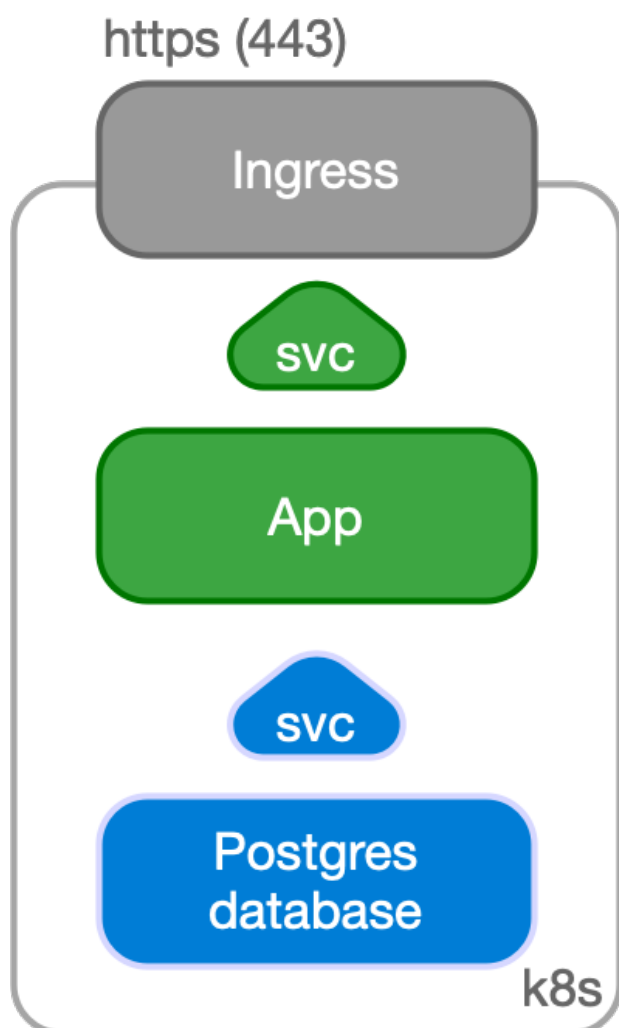 https (443)
Ingress
svc
App
svc
Postgres
database
k8s